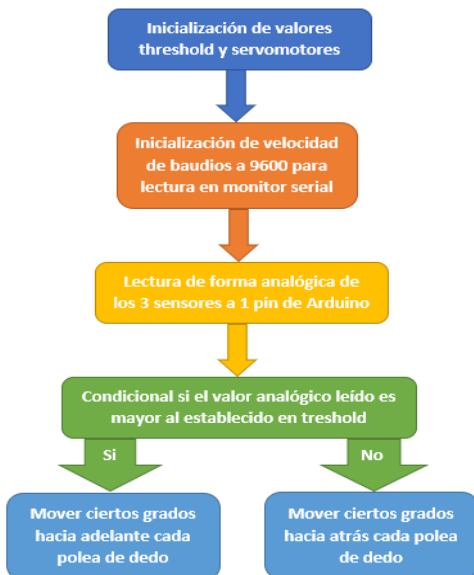 Inicialización de valores
threshold y servomotores
Inicialización de velocidad
de baudios a 9600 para
lectura en monitor serial
Lectura de forma analógica de
los 3 sensores a 1 pin de Arduino
Condicional si el valor analógico leído es
mayor al establecido en treshold
Si
No
Mover ciertos grados
hacia adelante cada
polea de dedo
Mover ciertos grados
hacia atrás cada polea
de dedo